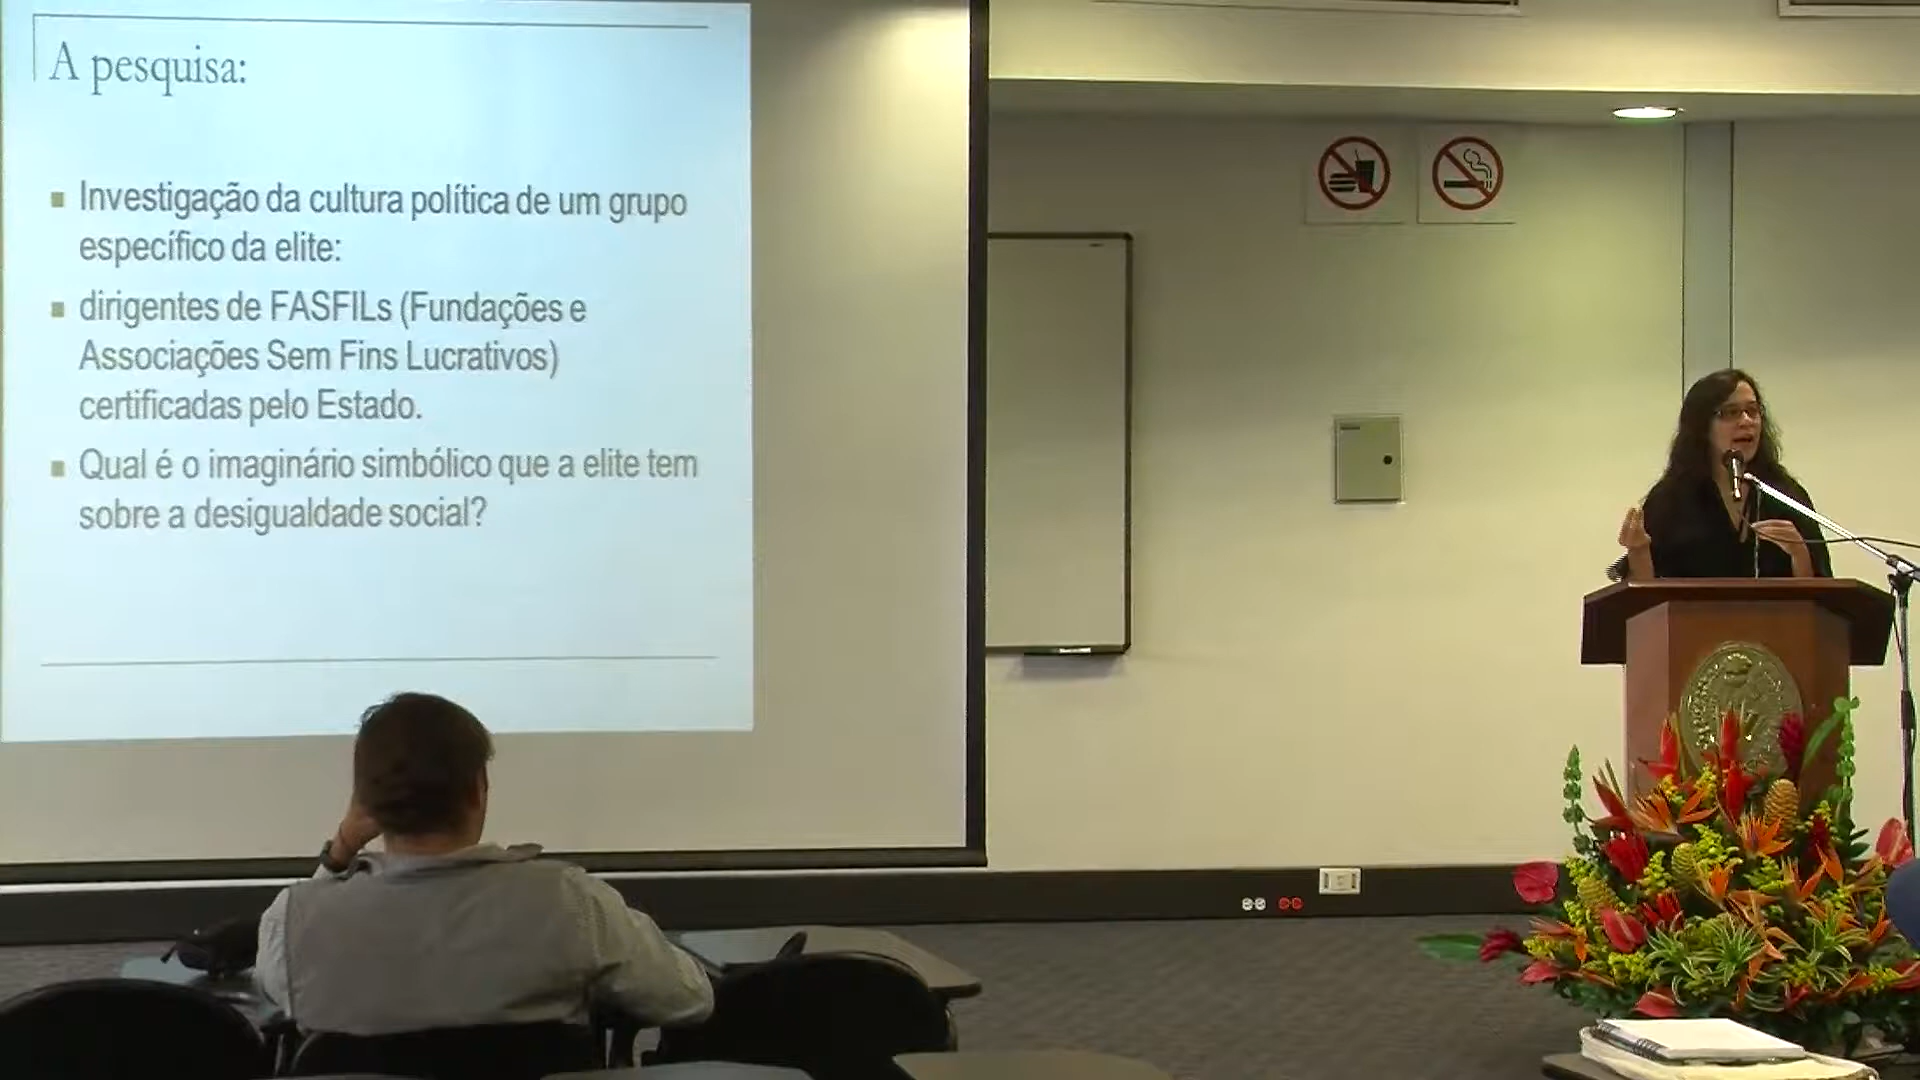 A pesquisa:
Investigação da cultura política de um grupo
específico da elite:
dirigentes de FASFILs (Fundações e
Associações Sem Fins Lucrativos)
certificadas pelo Estado.
Qual é o imaginário simbólico que a elite tem
sobre a desigualdade social?